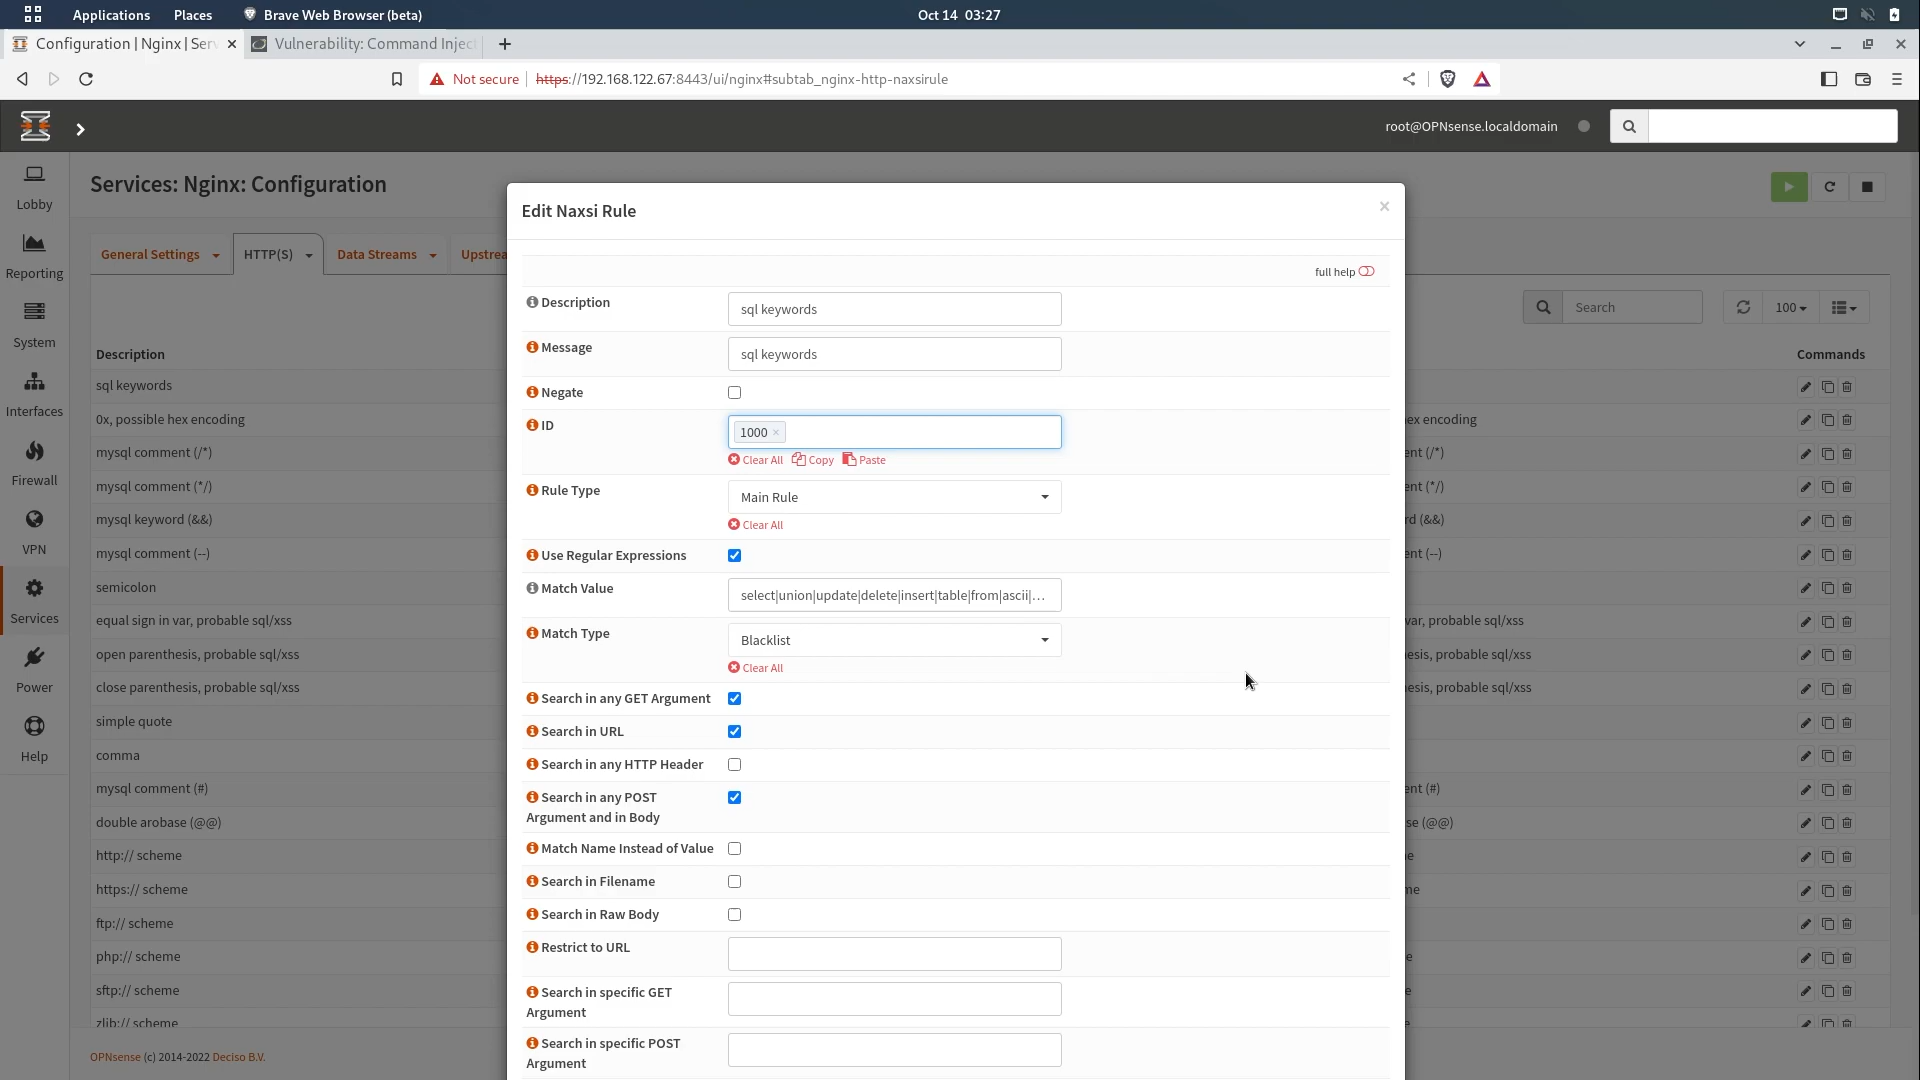 Applications Places Brave Web Browser (beta) Oct 14 03:27
Configuration | Nginx | Serv Vulnerability: Command Inject
Not secure https://192.168.122.67:8443/ui/nginx#subtab_nginx-http-naxsirule
root@OPNsense.localdomain
Lobby
Reporting
System
Interfaces
Firewall
VPN
Services
Power
Help
Services: Nginx: Configuration
General Settings HTTP(S) Data Streams Upstrea
Search 100
Description Commands
sql keywords
0x, possible hex encoding ex encoding
mysql comment (/*) ent (/*)
mysql comment (*/) ent (*/)
mysql keyword (&&) rd (&&)
mysql comment (--) ent (--)
semicolon
equal sign in var, probable sql/xss var, probable sql/xss
open parenthesis, probable sql/xss esis, probable sql/xss
close parenthesis, probable sql/xss esis, probable sql/xss
simple quote
comma
mysql comment (#) ent (#)
double arobase (@@) se (@@)
http:// scheme e
https:// scheme me
ftp:// scheme
php:// scheme e
sftp:// scheme e
zlib:// scheme e
OPNsense (c) 2014-2022 Deciso B.V.
Edit Naxsi Rule ×
full help
Description sql keywords
Message sql keywords
Negate
ID 1000 ×
Clear All Copy Paste
Rule Type Main Rule
Clear All
Use Regular Expressions
Match Value select|union|update|delete|insert|table|from|ascii|…
Match Type Blacklist
Clear All
Search in any GET Argument
Search in URL
Search in any HTTP Header
Search in any POST
Argument and in Body
Match Name Instead of Value
Search in Filename
Search in Raw Body
Restrict to URL
Search in specific GET
Argument
Search in specific POST
Argument